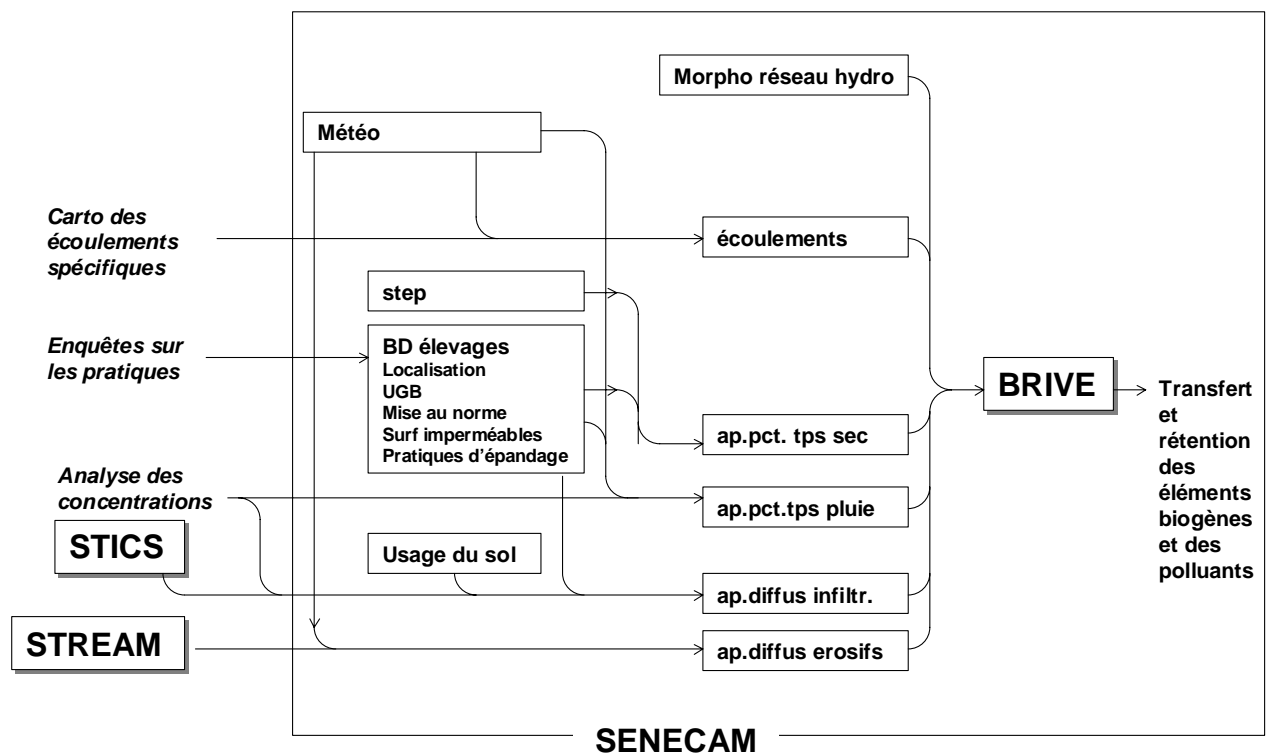 Morpho réseau hydro
Météo
Carto des
écoulements
spécifiques
écoulements
step
Enquêtes sur
les pratiques
BD élevages
Localisation
UGB
Mise au norme
Surf imperméables
Pratiques d'épandage
BRIVE
Transfert
et
rétention
des
éléments
biogènes
et des
polluants
ap.pct. tps sec
Analyse des
concentrations
ap.pct.tps pluie
STICS
Usage du sol
ap.diffus infiltr.
STREAM
ap.diffus erosifs
SENECAM